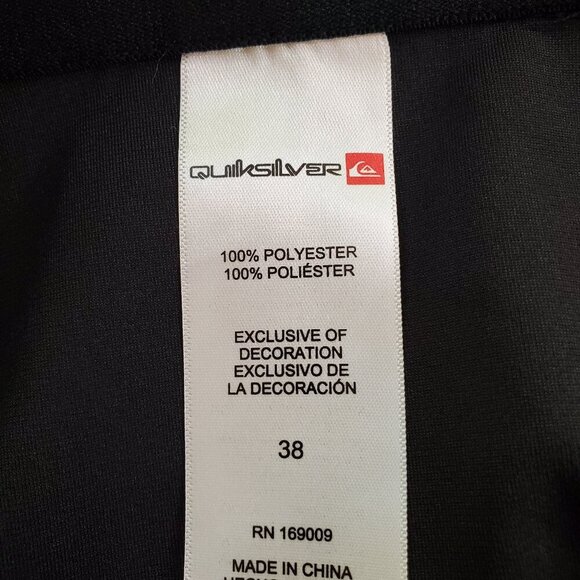 QUIKSILVER
100% POLYESTER
100% POLIÉSTER
EXCLUSIVE OF
DECORATION
EXCLUSIVO DE
LA DECORACIÓN
38
RN 169009
MADE IN CHINA